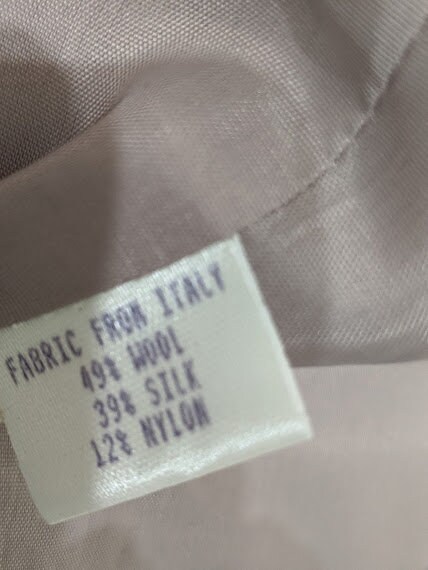 FABRIC FROM ITALY
49% WOOL
39% SILK
12% NYLON